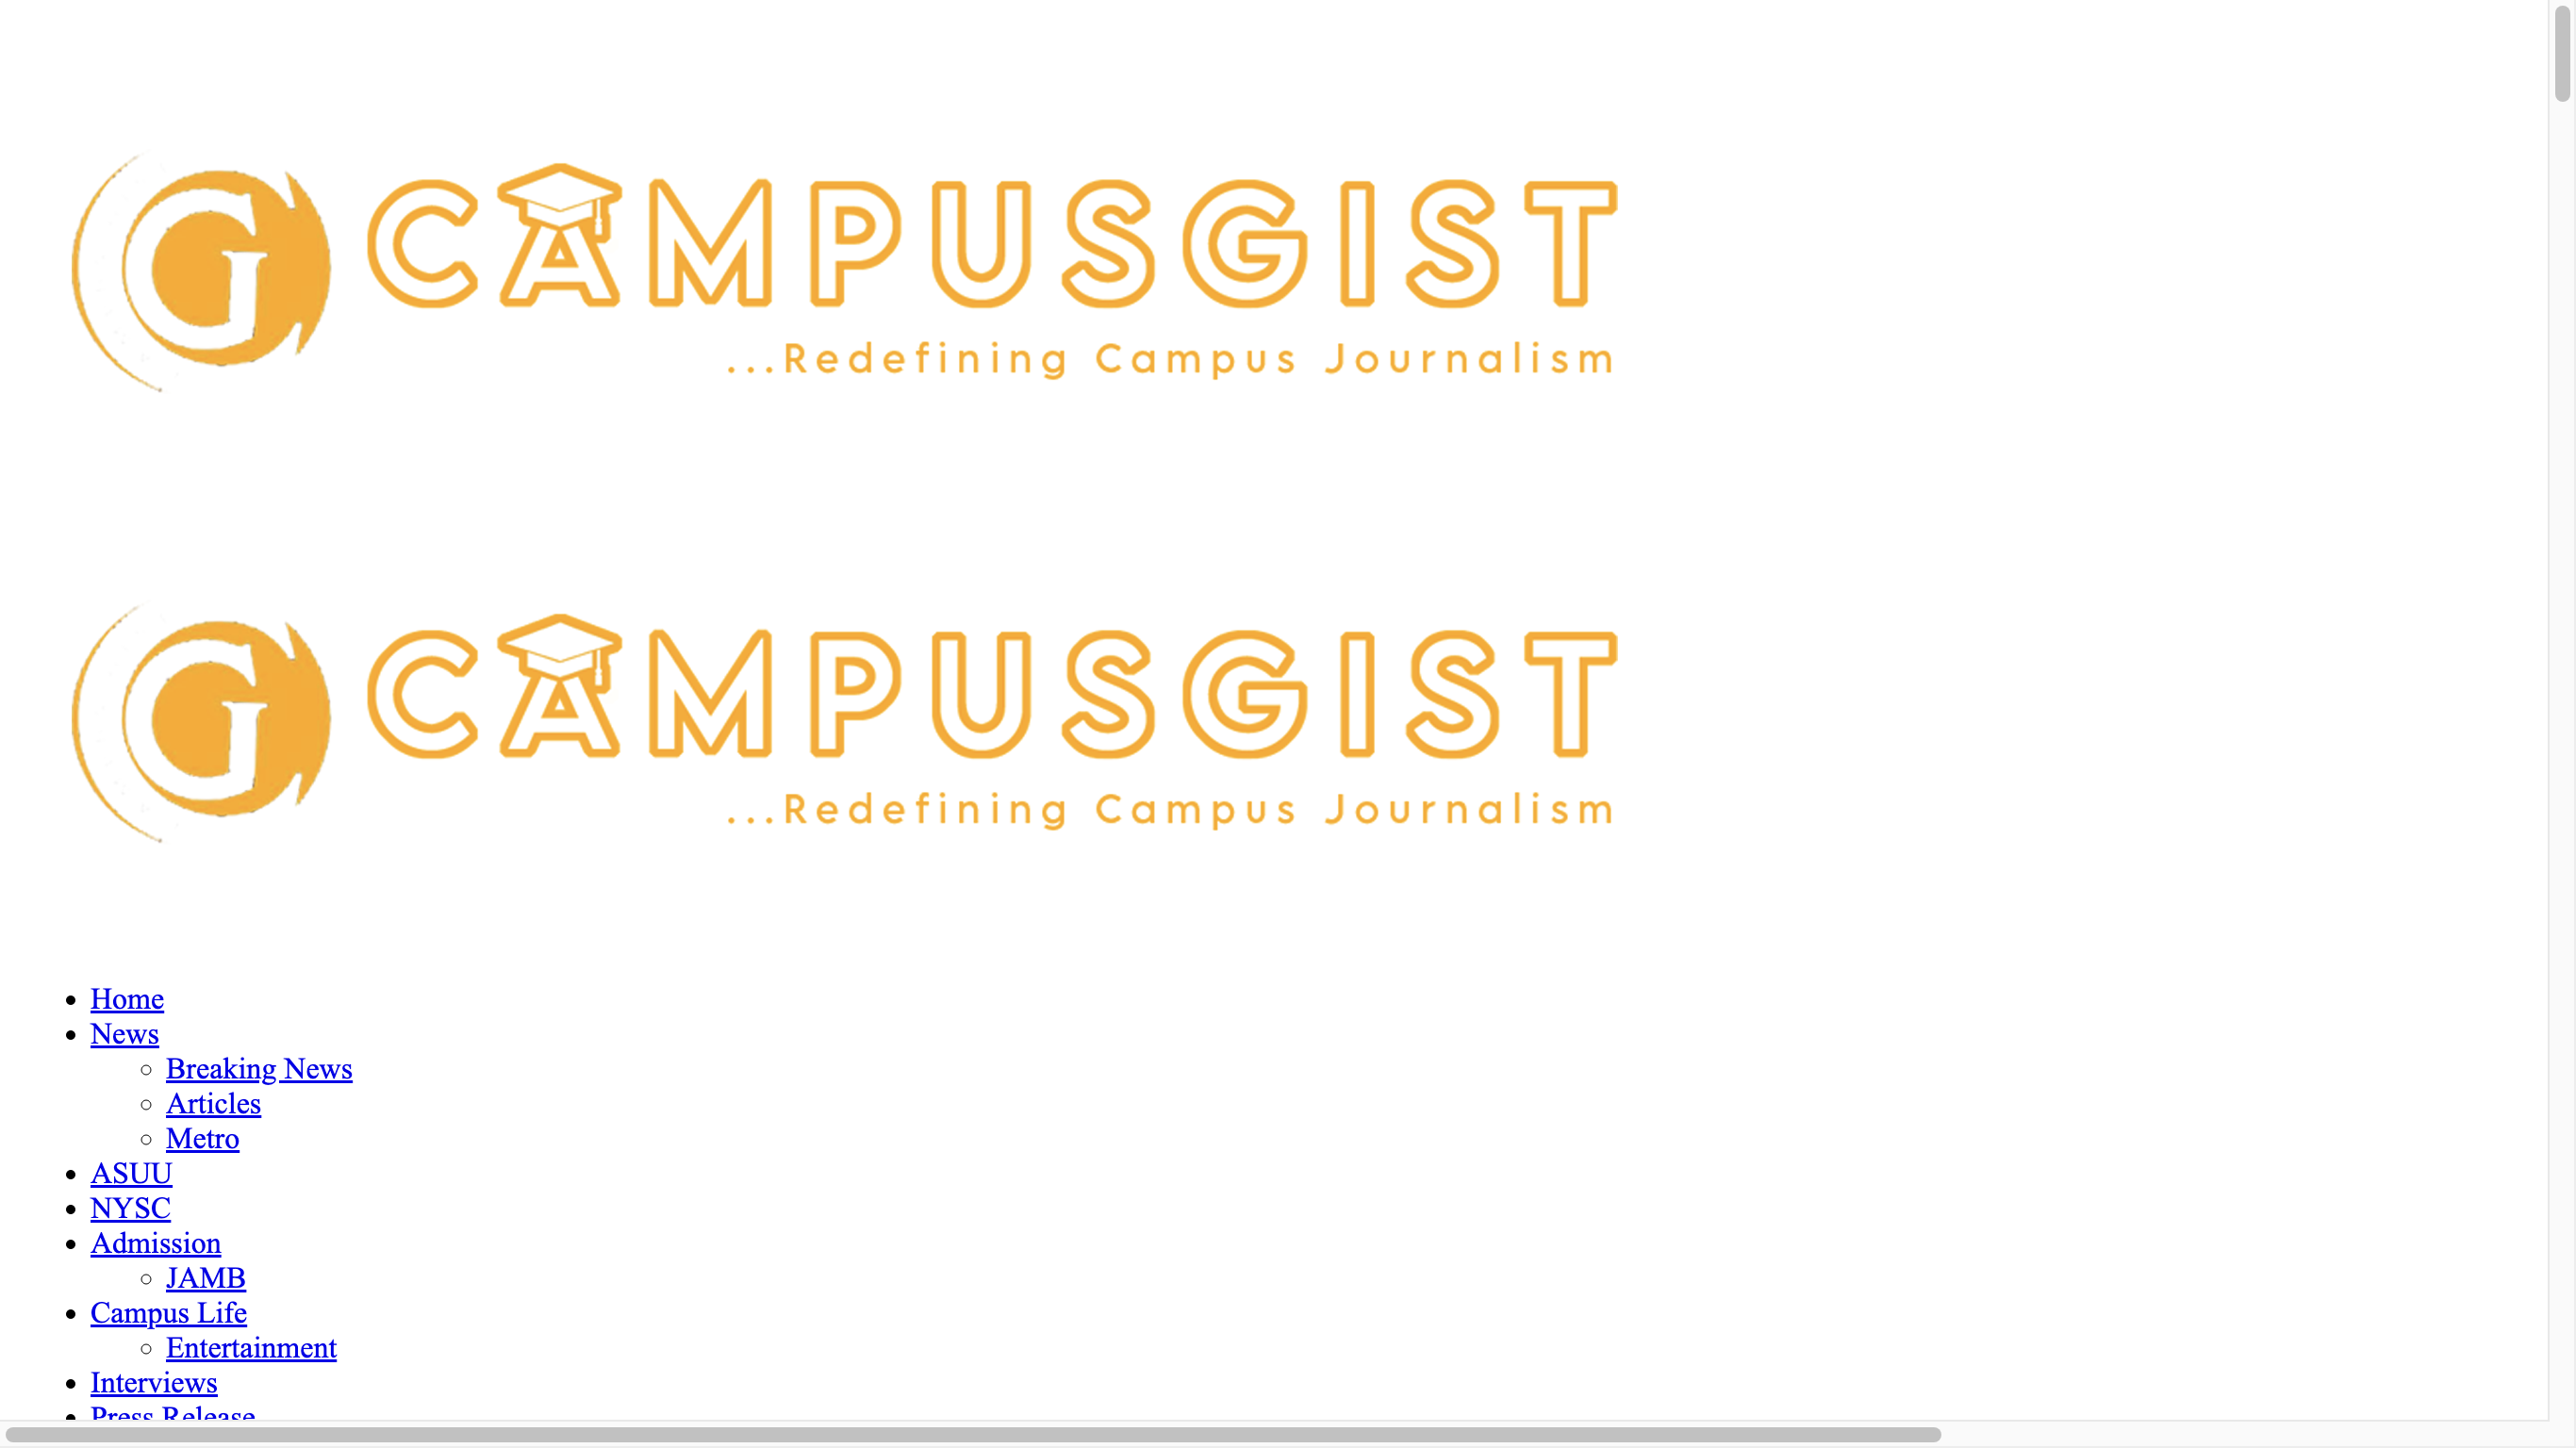 CAMPUSGIST
...Redefining Campus Journalism
CAMPUSGIST
...Redefining Campus Journalism
Home
News
Breaking News
Articles
Metro
ASUU
NYSC
Admission
JAMB
Campus Life
Entertainment
Interviews
Press Release